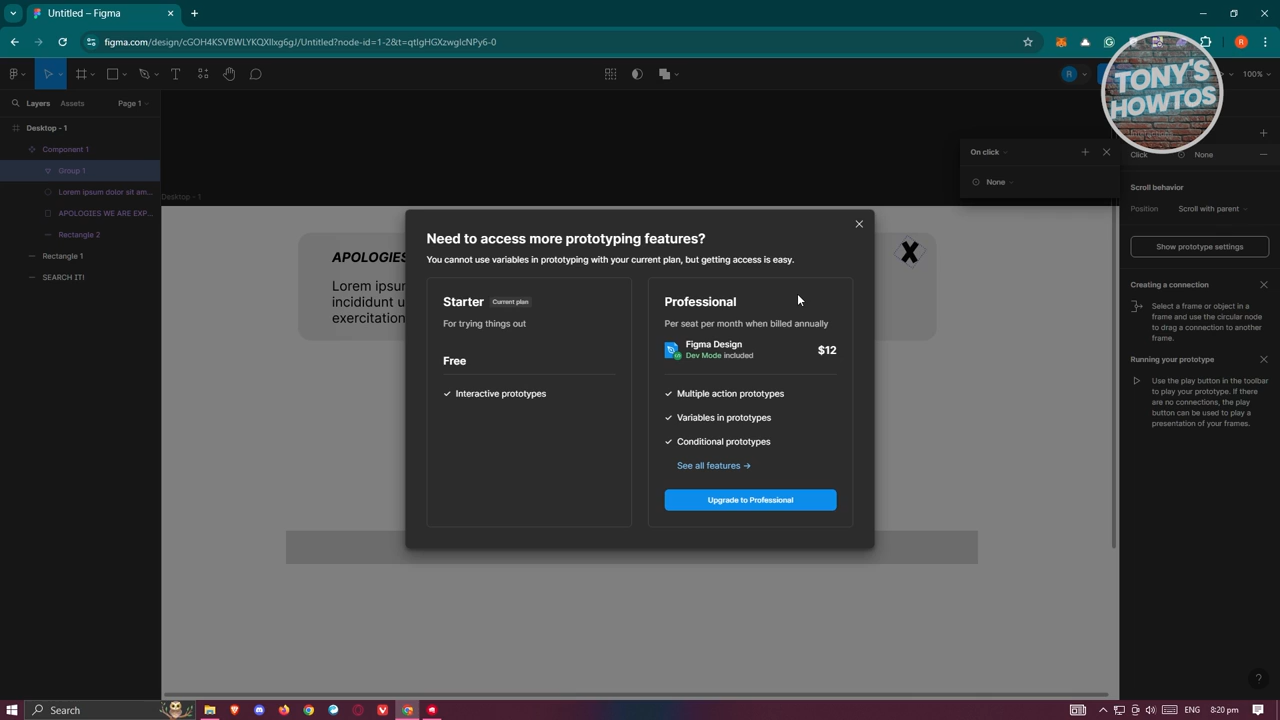 Untitled – Figma
figma.com/design/cGOH4KSVBWLYKQXIlxg6gJ/Untitled?node-id=1-2&t=qtIgHGXzwgIcNPy6-0
R
R
100%
TONY'S
HOWTOS
Layers
Assets
Page 1
Desktop - 1
Component 1
Group 1
Lorem ipsum dolor sit am...
APOLOGIES WE ARE EXP...
Rectangle 2
Rectangle 1
SEARCH IT!
Desktop - 1
APOLOGIES
Lorem ipsum
incididunt u
exercitation
X
On click
None
Click
None
Scroll behavior
Position
Scroll with parent
Show prototype settings
Creating a connection
Select a frame or object in a
frame and use the circular node
to drag a connection to another
frame.
Running your prototype
Use the play button in the toolbar
to play your prototype. If there
are no connections, the play
button can be used to play a
presentation of your frames.
Need to access more prototyping features?
You cannot use variables in prototyping with your current plan, but getting access is easy.
Starter
Current plan
For trying things out
Free
Interactive prototypes
Professional
Per seat per month when billed annually
Figma Design
Dev Mode included
$12
Multiple action prototypes
Variables in prototypes
Conditional prototypes
See all features →
Upgrade to Professional
?
Search
ENG
8:20 pm